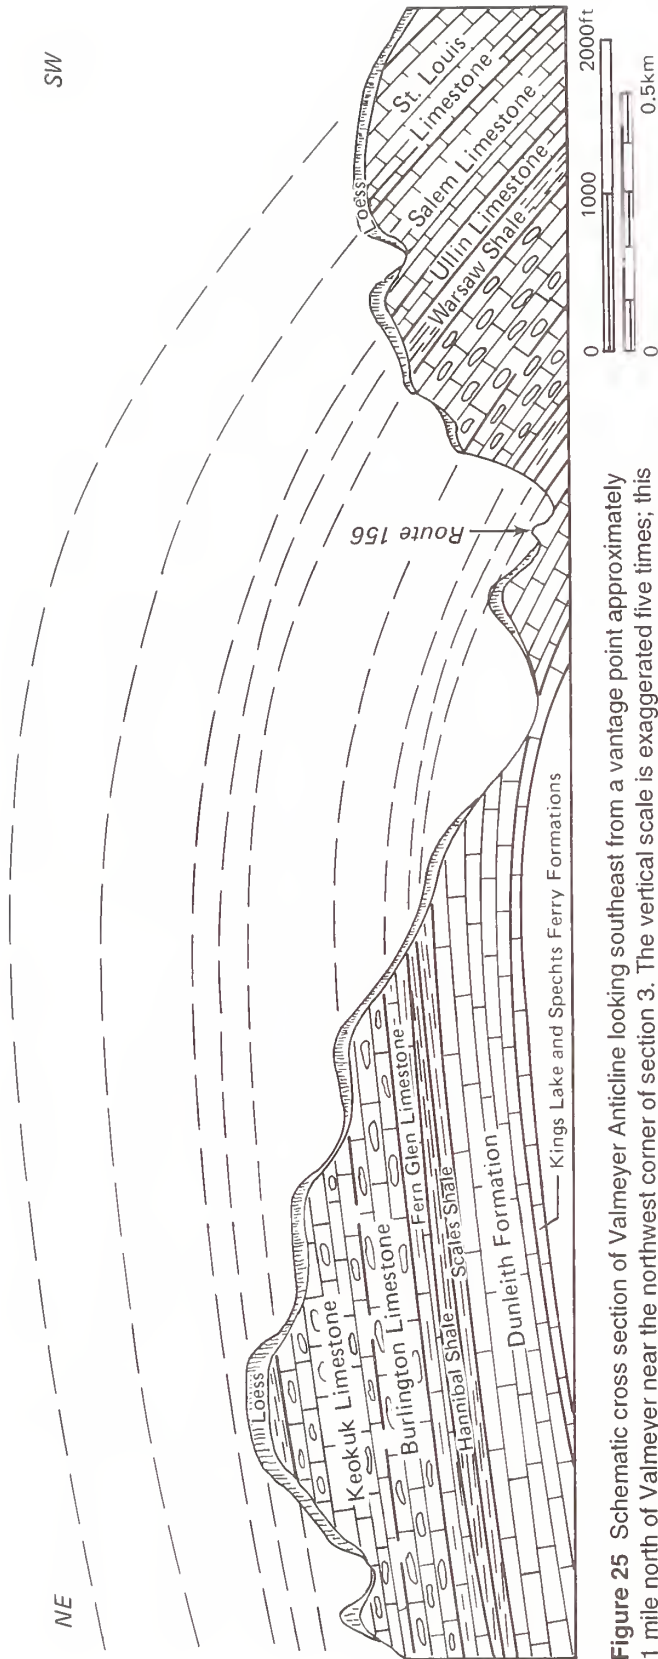 NE
SW
Loess
Keokuk Limestone
Burlington Limestone
Fern Glen Limestone
Hannibal Shale
Scales Shale
Dunleith Formation
Kings Lake and Spechts Ferry Formations
Route 156
Loess
St. Louis
Limestone
Salem Limestone
Ullin Limestone
Warsaw Shale
0 1000 2000ft
0 0.5km
Figure 25 Schematic cross section of Valmeyer Anticline looking southeast from a vantage point approximately
1 mile north of Valmeyer near the northwest corner of section 3. The vertical scale is exaggerated five times; this